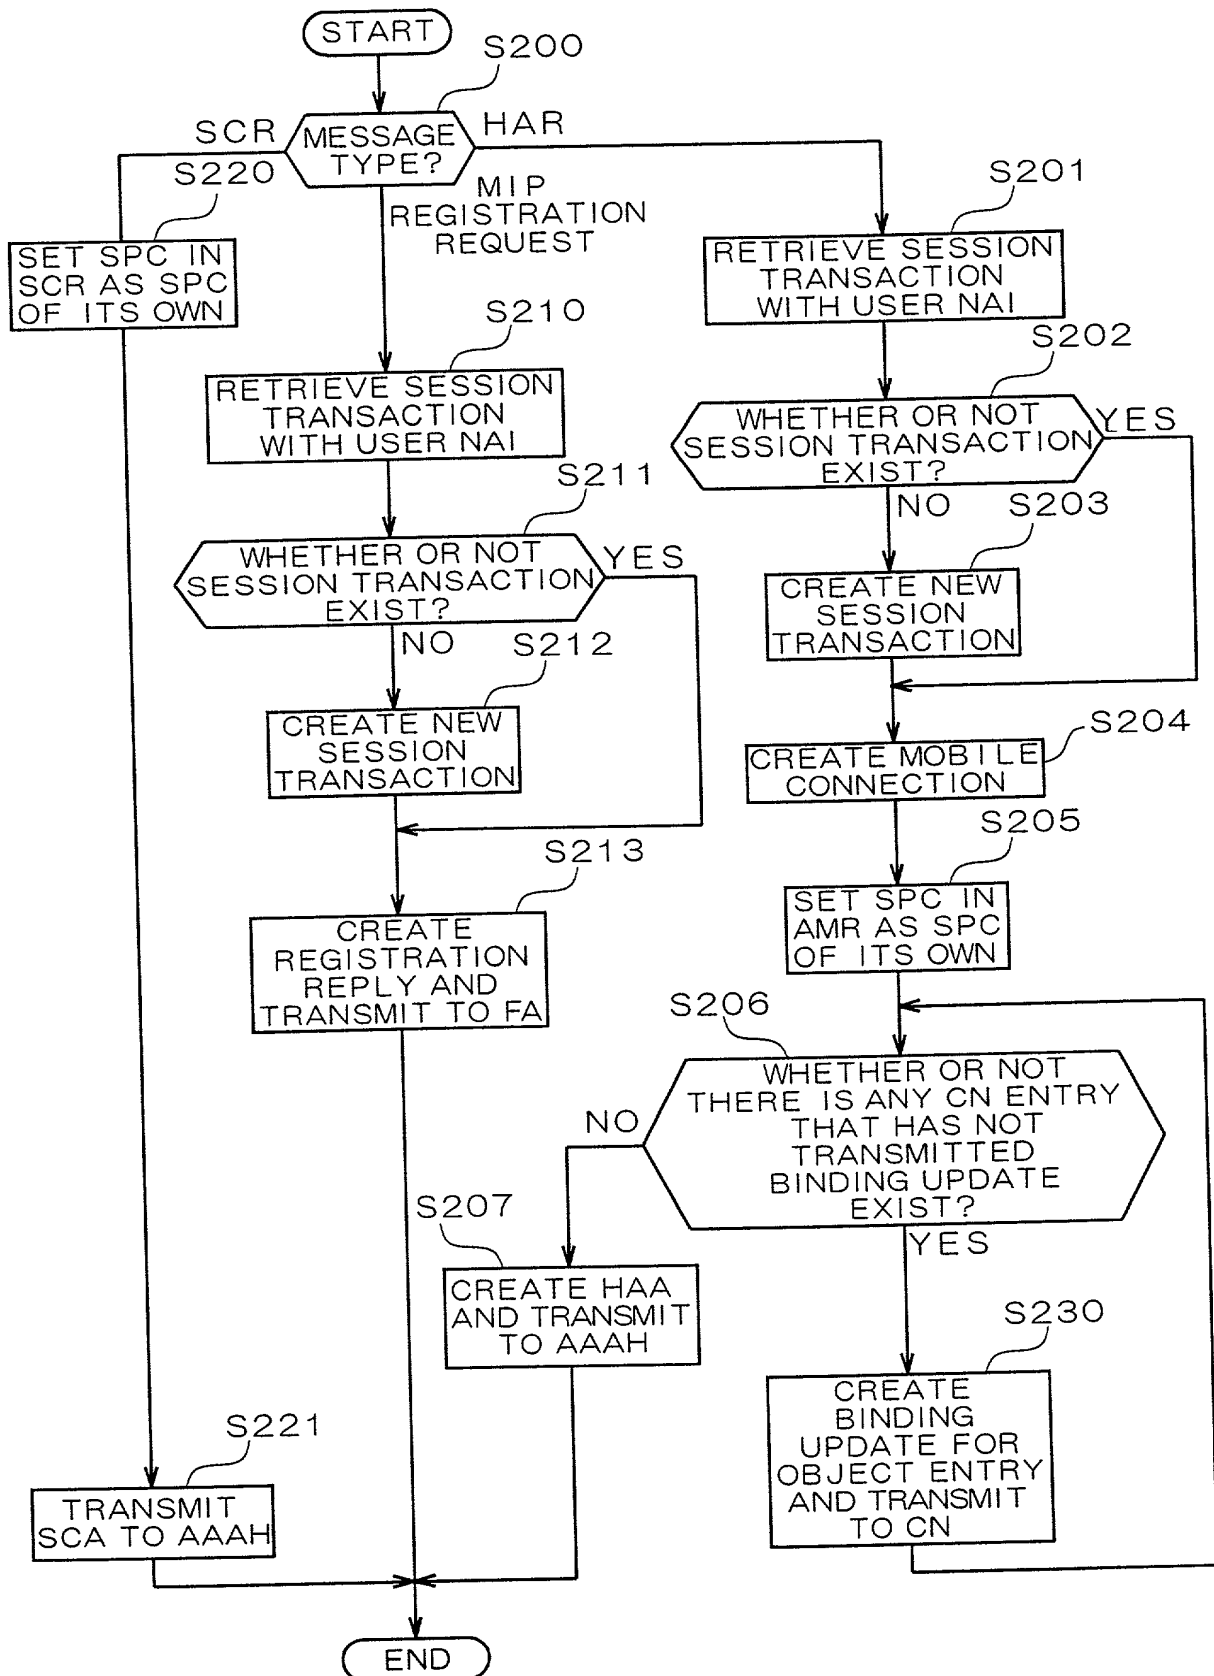 START
S200
SCR
MESSAGE
TYPE?
HAR
S220
MIP
REGISTRATION
REQUEST
S201
SET SPC IN
SCR AS SPC
OF ITS OWN
RETRIEVE SESSION
TRANSACTION
WITH USER NAI
S210
S202
RETRIEVE SESSION
TRANSACTION
WITH USER NAI
WHETHER OR NOT
SESSION TRANSACTION
EXIST?
YES
S211
NO
S203
WHETHER OR NOT
SESSION TRANSACTION
EXIST?
YES
CREATE NEW
SESSION
TRANSACTION
NO
S212
CREATE NEW
SESSION
TRANSACTION
S204
CREATE MOBILE
CONNECTION
S205
S213
SET SPC IN
AMR AS SPC
OF ITS OWN
CREATE
REGISTRATION
REPLY AND
TRANSMIT TO FA
S206
WHETHER OR NOT
THERE IS ANY CN ENTRY
THAT HAS NOT
TRANSMITTED
BINDING UPDATE
EXIST?
NO
S207
YES
CREATE HAA
AND TRANSMIT
TO AAAH
S230
CREATE
BINDING
UPDATE FOR
OBJECT ENTRY
AND TRANSMIT
TO CN
S221
TRANSMIT
SCA TO AAAH
END